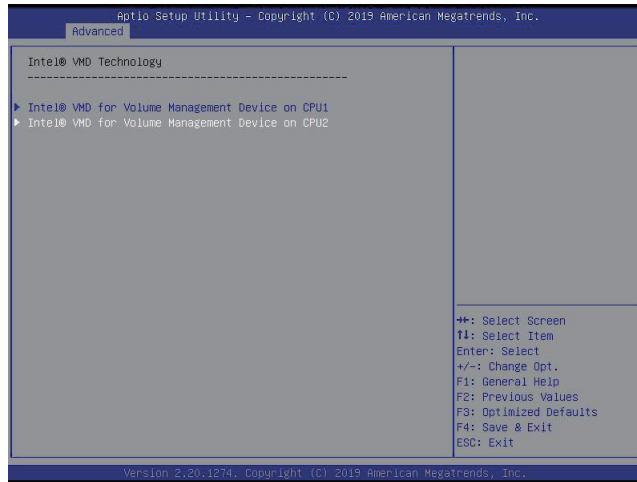 Aptio Setup Utility – Copyright (C) 2019 American Megatrends, Inc.
Advanced
Intel® VMD Technology
--------------------------------------------------
Intel® VMD for Volume Management Device on CPU1
Intel® VMD for Volume Management Device on CPU2
→←: Select Screen
↑↓: Select Item
Enter: Select
+/-: Change Opt.
F1: General Help
F2: Previous Values
F3: Optimized Defaults
F4: Save & Exit
ESC: Exit
Version 2.20.1274. Copyright (C) 2019 American Megatrends, Inc.